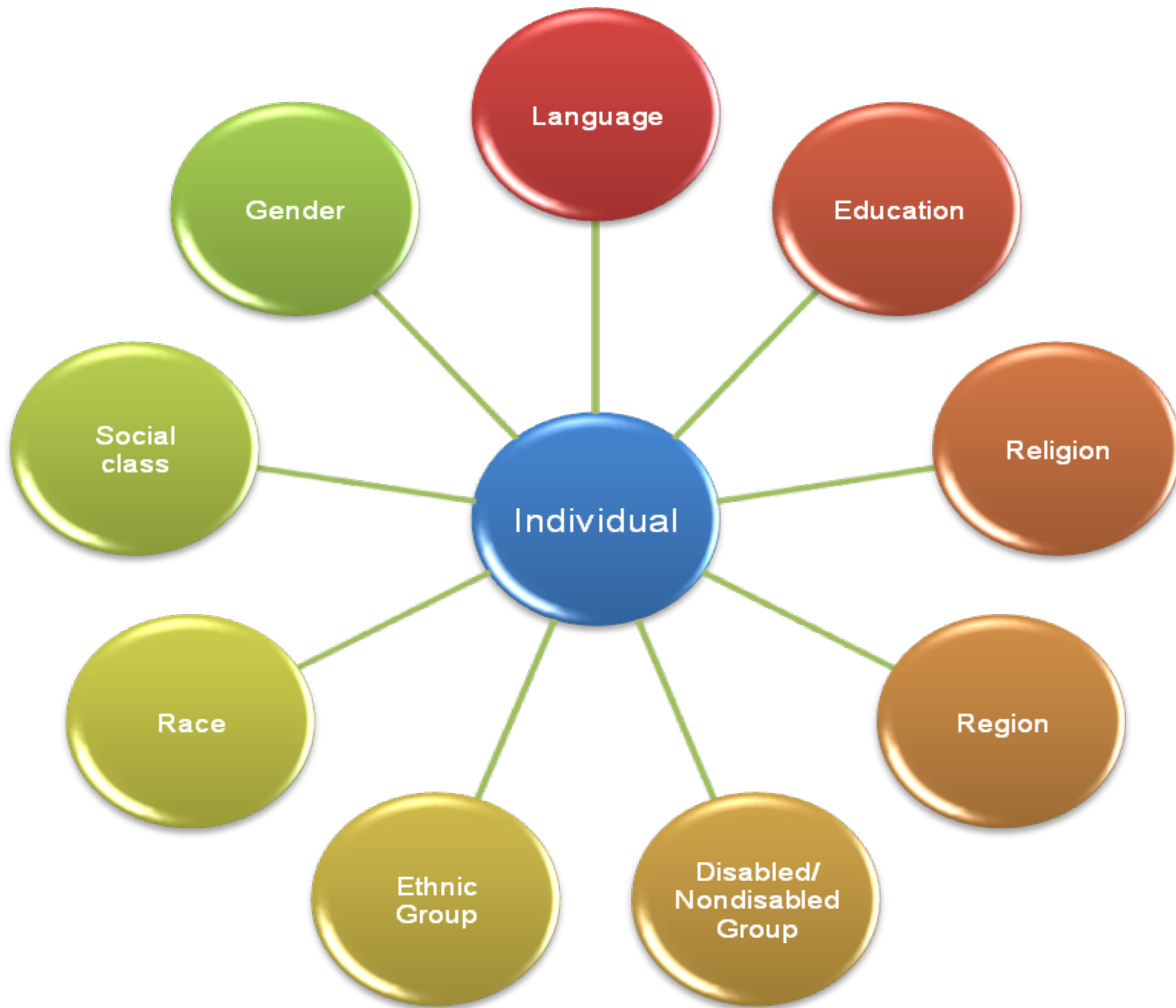 Language
Gender
Education
Social
class
Religion
Individual
Race
Region
Ethnic
Group
Disabled/
Nondisabled
Group